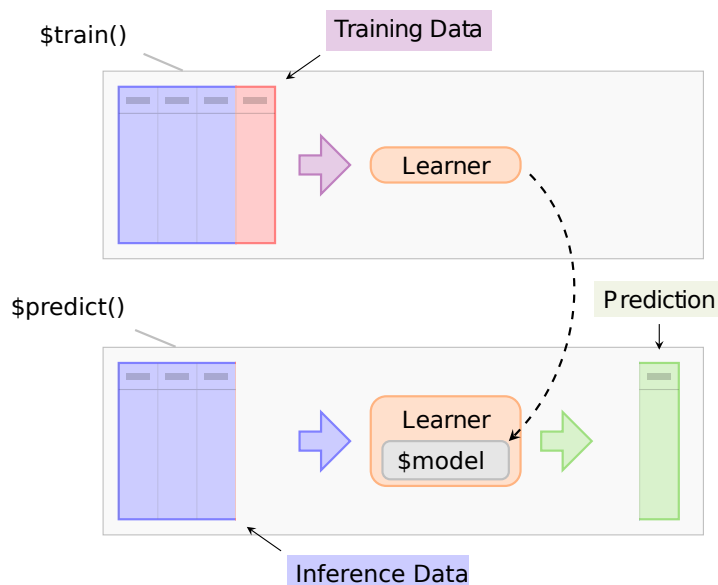 Training Data
$train()
Learner
Prediction
$predict()
Learner
$model
Inference Data